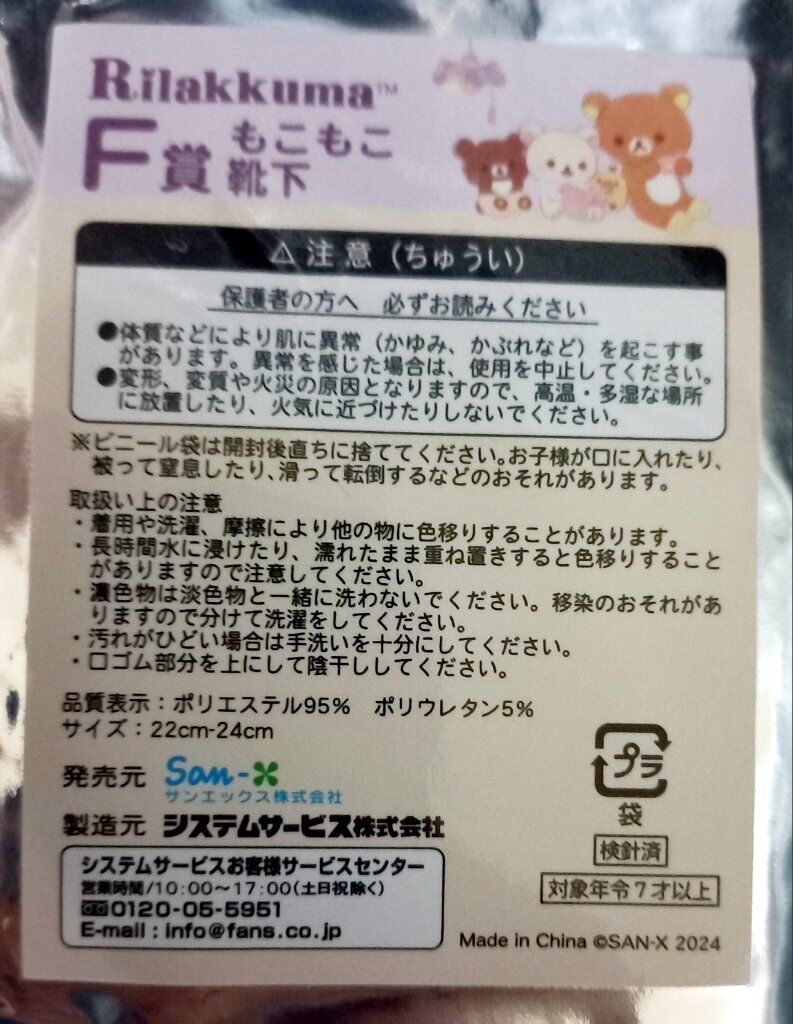 Rilakkuma™
F賞 もこもこ
靴下
⚠注意(ちゅうい)
保護者の方へ 必ずお読みください
●体質などにより肌に異常(かゆみ、かぶれなど)を起こす事
があります。異常を感じた場合は、使用を中止してください。
●変形、変質や火災の原因となりますので、高温・多湿な場所
に放置したり、火気に近づけたりしないでください。
※ビニール袋は開封後直ちに捨ててください。お子様が口に入れたり、
被って窒息したり、滑って転倒するなどのおそれがあります。
取扱い上の注意
・着用や洗濯、摩擦により他の物に色移りすることがあります。
・長時間水に浸けたり、濡れたまま重ね置きすると色移りすること
がありますので注意してください。
・濃色物は淡色物と一緒に洗わないでください。移染のおそれがあ
りますので分けて洗濯をしてください。
・汚れがひどい場合は手洗いを十分にしてください。
・口ゴム部分を上にして陰干ししてください。
品質表示：ポリエステル95% ポリウレタン5%
サイズ：22cm-24cm
発売元 San-X
サンエックス株式会社
製造元 システムサービス株式会社
システムサービスお客様サービスセンター
営業時間/10:00〜17:00(土日祝除く)
0120-05-5951
E-mail : info@fans.co.jp
プラ
袋
検針済
対象年令7才以上
Made in China ©SAN-X 2024